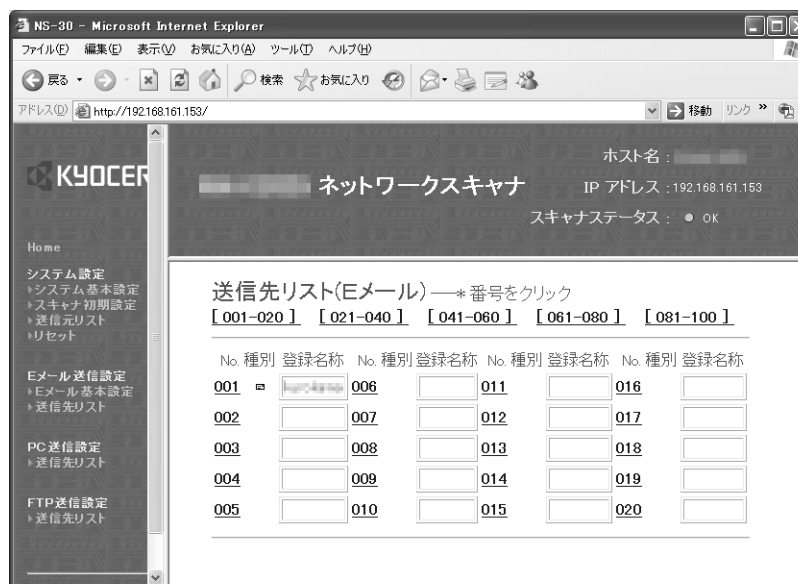 NS-30 - Microsoft Internet Explorer
ファイル(F) 編集(E) 表示(V) お気に入り(A) ツール(T) ヘルプ(H)
戻る 検索 お気に入り
アドレス(D) http://192.168.161.153/ 移動 リンク »
KYOCER
ネットワークスキャナ
ホスト名 :
IP アドレス : 192.168.161.153
スキャナステータス : ● OK
Home
システム設定
システム基本設定
スキャナ初期設定
送信元リスト
リセット
Eメール送信設定
Eメール基本設定
送信先リスト
PC送信設定
送信先リスト
FTP送信設定
送信先リスト
送信先リスト(Eメール)──* 番号をクリック
[ 001-020 ] [ 021-040 ] [ 041-060 ] [ 061-080 ] [ 081-100 ]
No. 種別 登録名称 No. 種別 登録名称 No. 種別 登録名称 No. 種別 登録名称
001 006 011 016
002 007 012 017
003 008 013 018
004 009 014 019
005 010 015 020